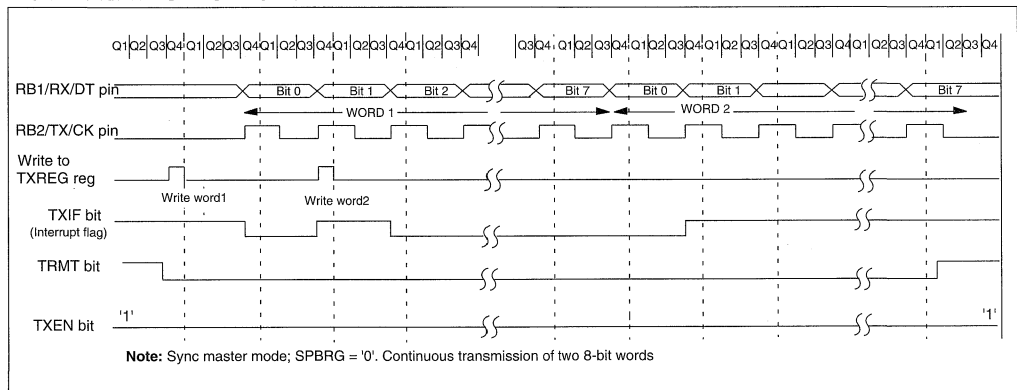 Q1 Q2 Q3 Q4 Q1 Q2 Q3 Q4 Q1 Q2 Q3 Q4 Q1 Q2 Q3 Q4 Q1 Q2 Q3 Q4 Q3 Q4 Q1 Q2 Q3 Q4 Q1 Q2 Q3 Q4 Q1 Q2 Q3 Q4 Q1 Q2 Q3 Q4 Q1 Q2 Q3 Q4 Q1 Q2 Q3 Q4
RB1/RX/DT pin Bit 0 Bit 1 Bit 2 Bit 7 Bit 0 Bit 1 Bit 7
WORD 1 WORD 2
RB2/TX/CK pin
Write to
TXREG reg
Write word1 Write word2
TXIF bit
(Interrupt flag)
TRMT bit
'1' '1'
TXEN bit
Note: Sync master mode; SPBRG = '0'. Continuous transmission of two 8-bit words